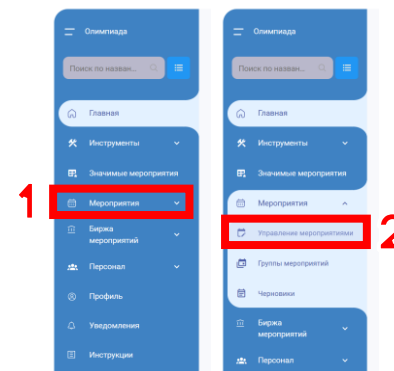 Олимпиада
Поиск по назван...
Главная
Инструменты
Значимые мероприятия
1
Мероприятия
Биржа
мероприятий
Персонал
Профиль
Уведомления
Инструкции
Олимпиада
Поиск по назван...
Главная
Инструменты
Значимые мероприятия
Мероприятия
Управление мероприятиями
2
Группы мероприятий
Черновики
Биржа
мероприятий
Персонал